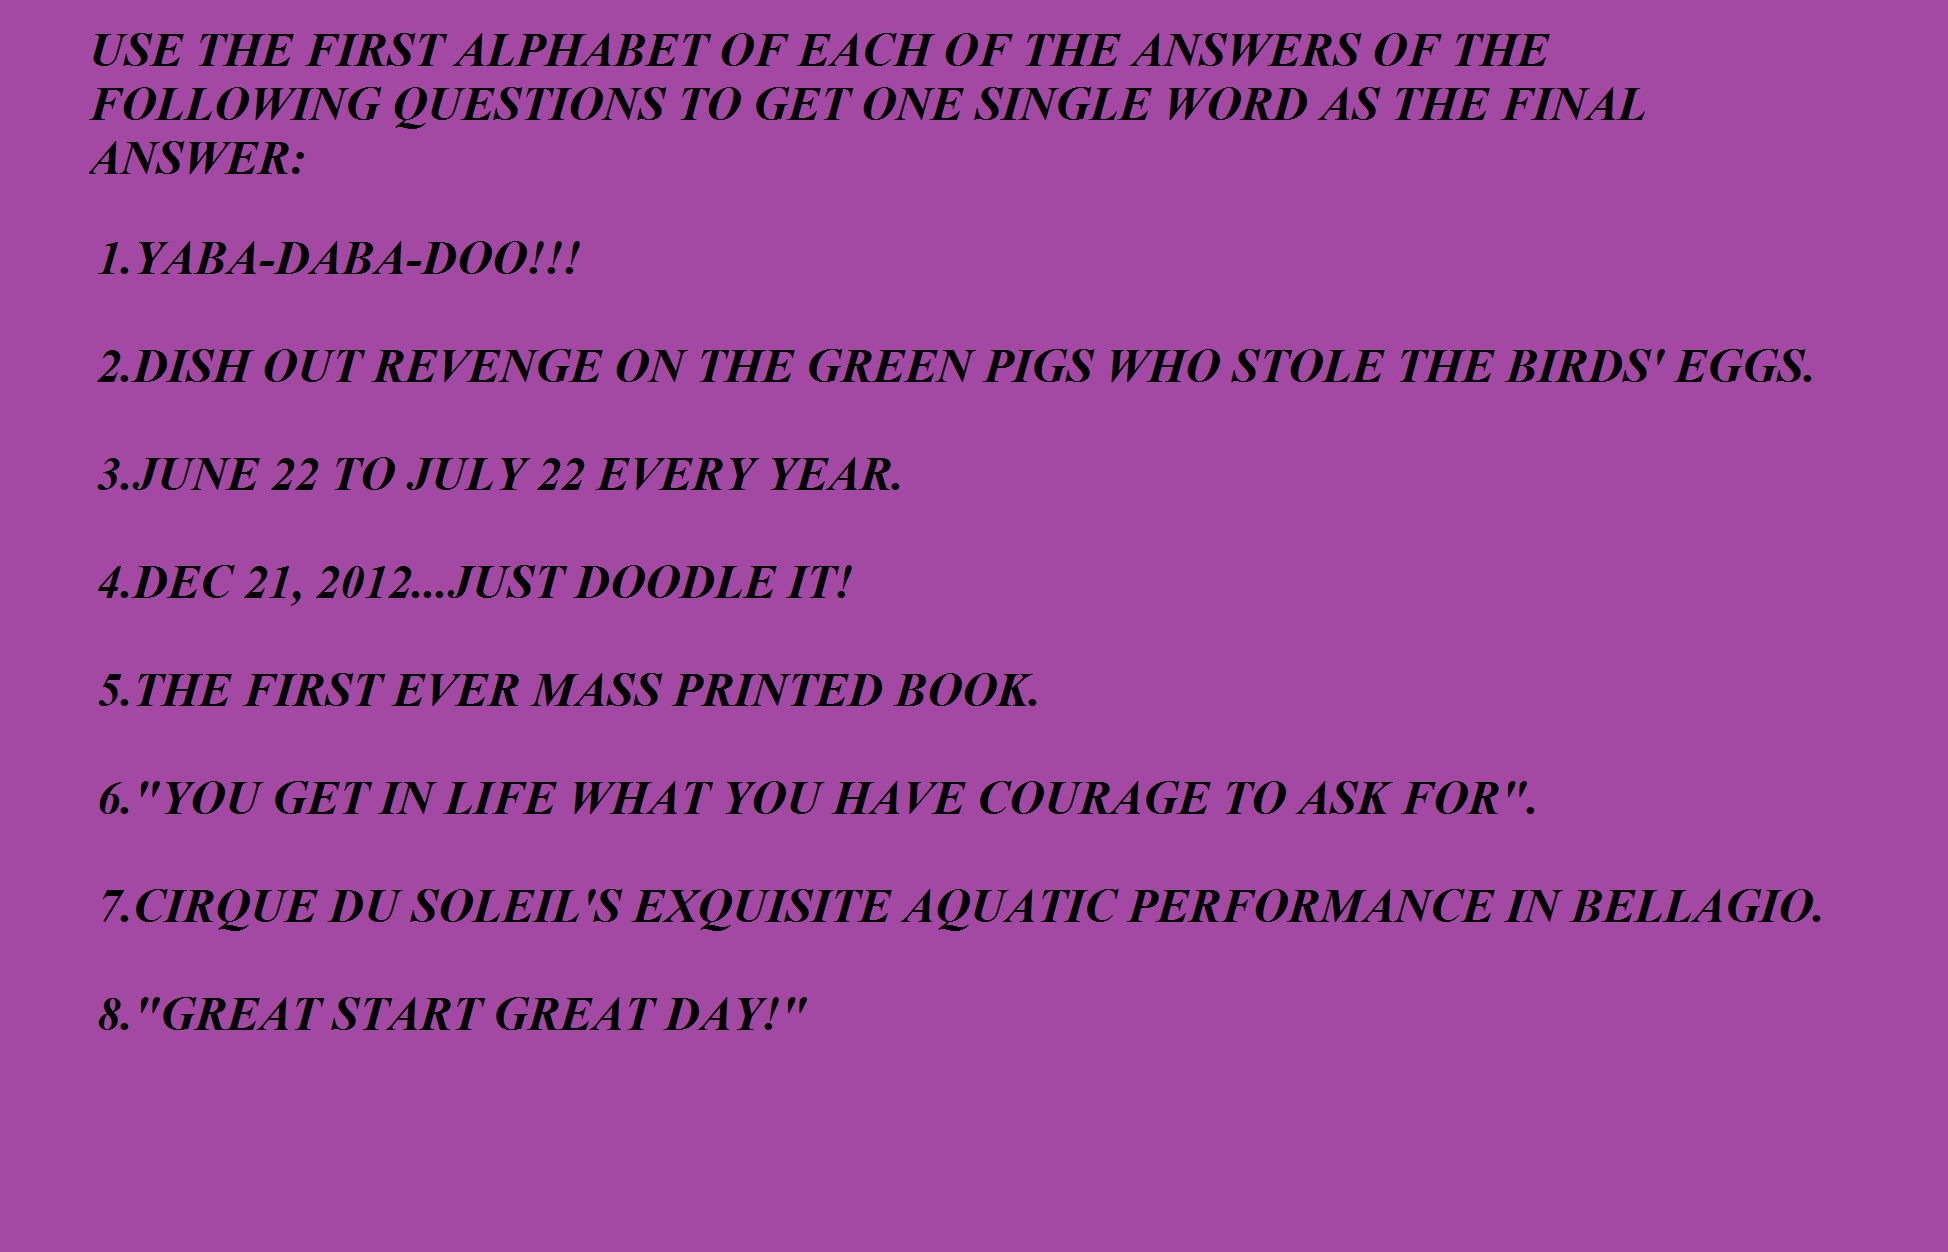 USE THE FIRST ALPHABET OF EACH OF THE ANSWERS OF THE
FOLLOWING QUESTIONS TO GET ONE SINGLE WORD AS THE FINAL
ANSWER:
1.YABA-DABA-DOO!!!
2.DISH OUT REVENGE ON THE GREEN PIGS WHO STOLE THE BIRDS' EGGS.
3.JUNE 22 TO JULY 22 EVERY YEAR.
4.DEC 21, 2012...JUST DOODLE IT!
5.THE FIRST EVER MASS PRINTED BOOK.
6."YOU GET IN LIFE WHAT YOU HAVE COURAGE TO ASK FOR".
7.CIRQUE DU SOLEIL'S EXQUISITE AQUATIC PERFORMANCE IN BELLAGIO.
8."GREAT START GREAT DAY!"